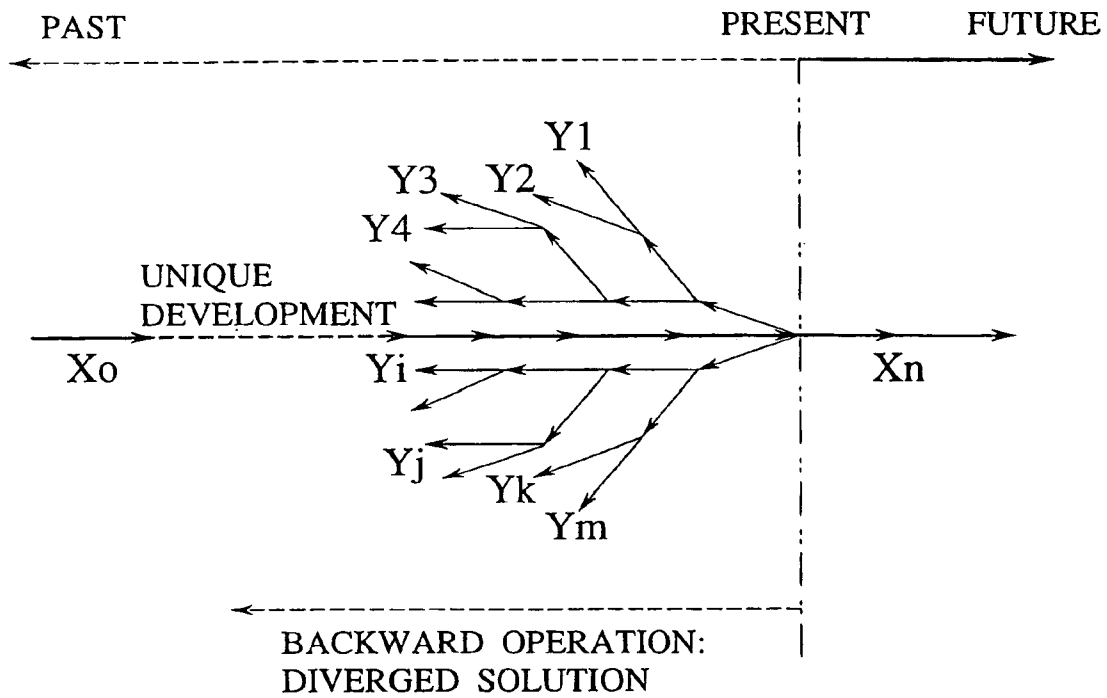 PAST PRESENT FUTURE
Y1
Y3 Y2
Y4
UNIQUE
DEVELOPMENT
Xo Yi Xn
Yj Yk
Ym
BACKWARD OPERATION:
DIVERGED SOLUTION